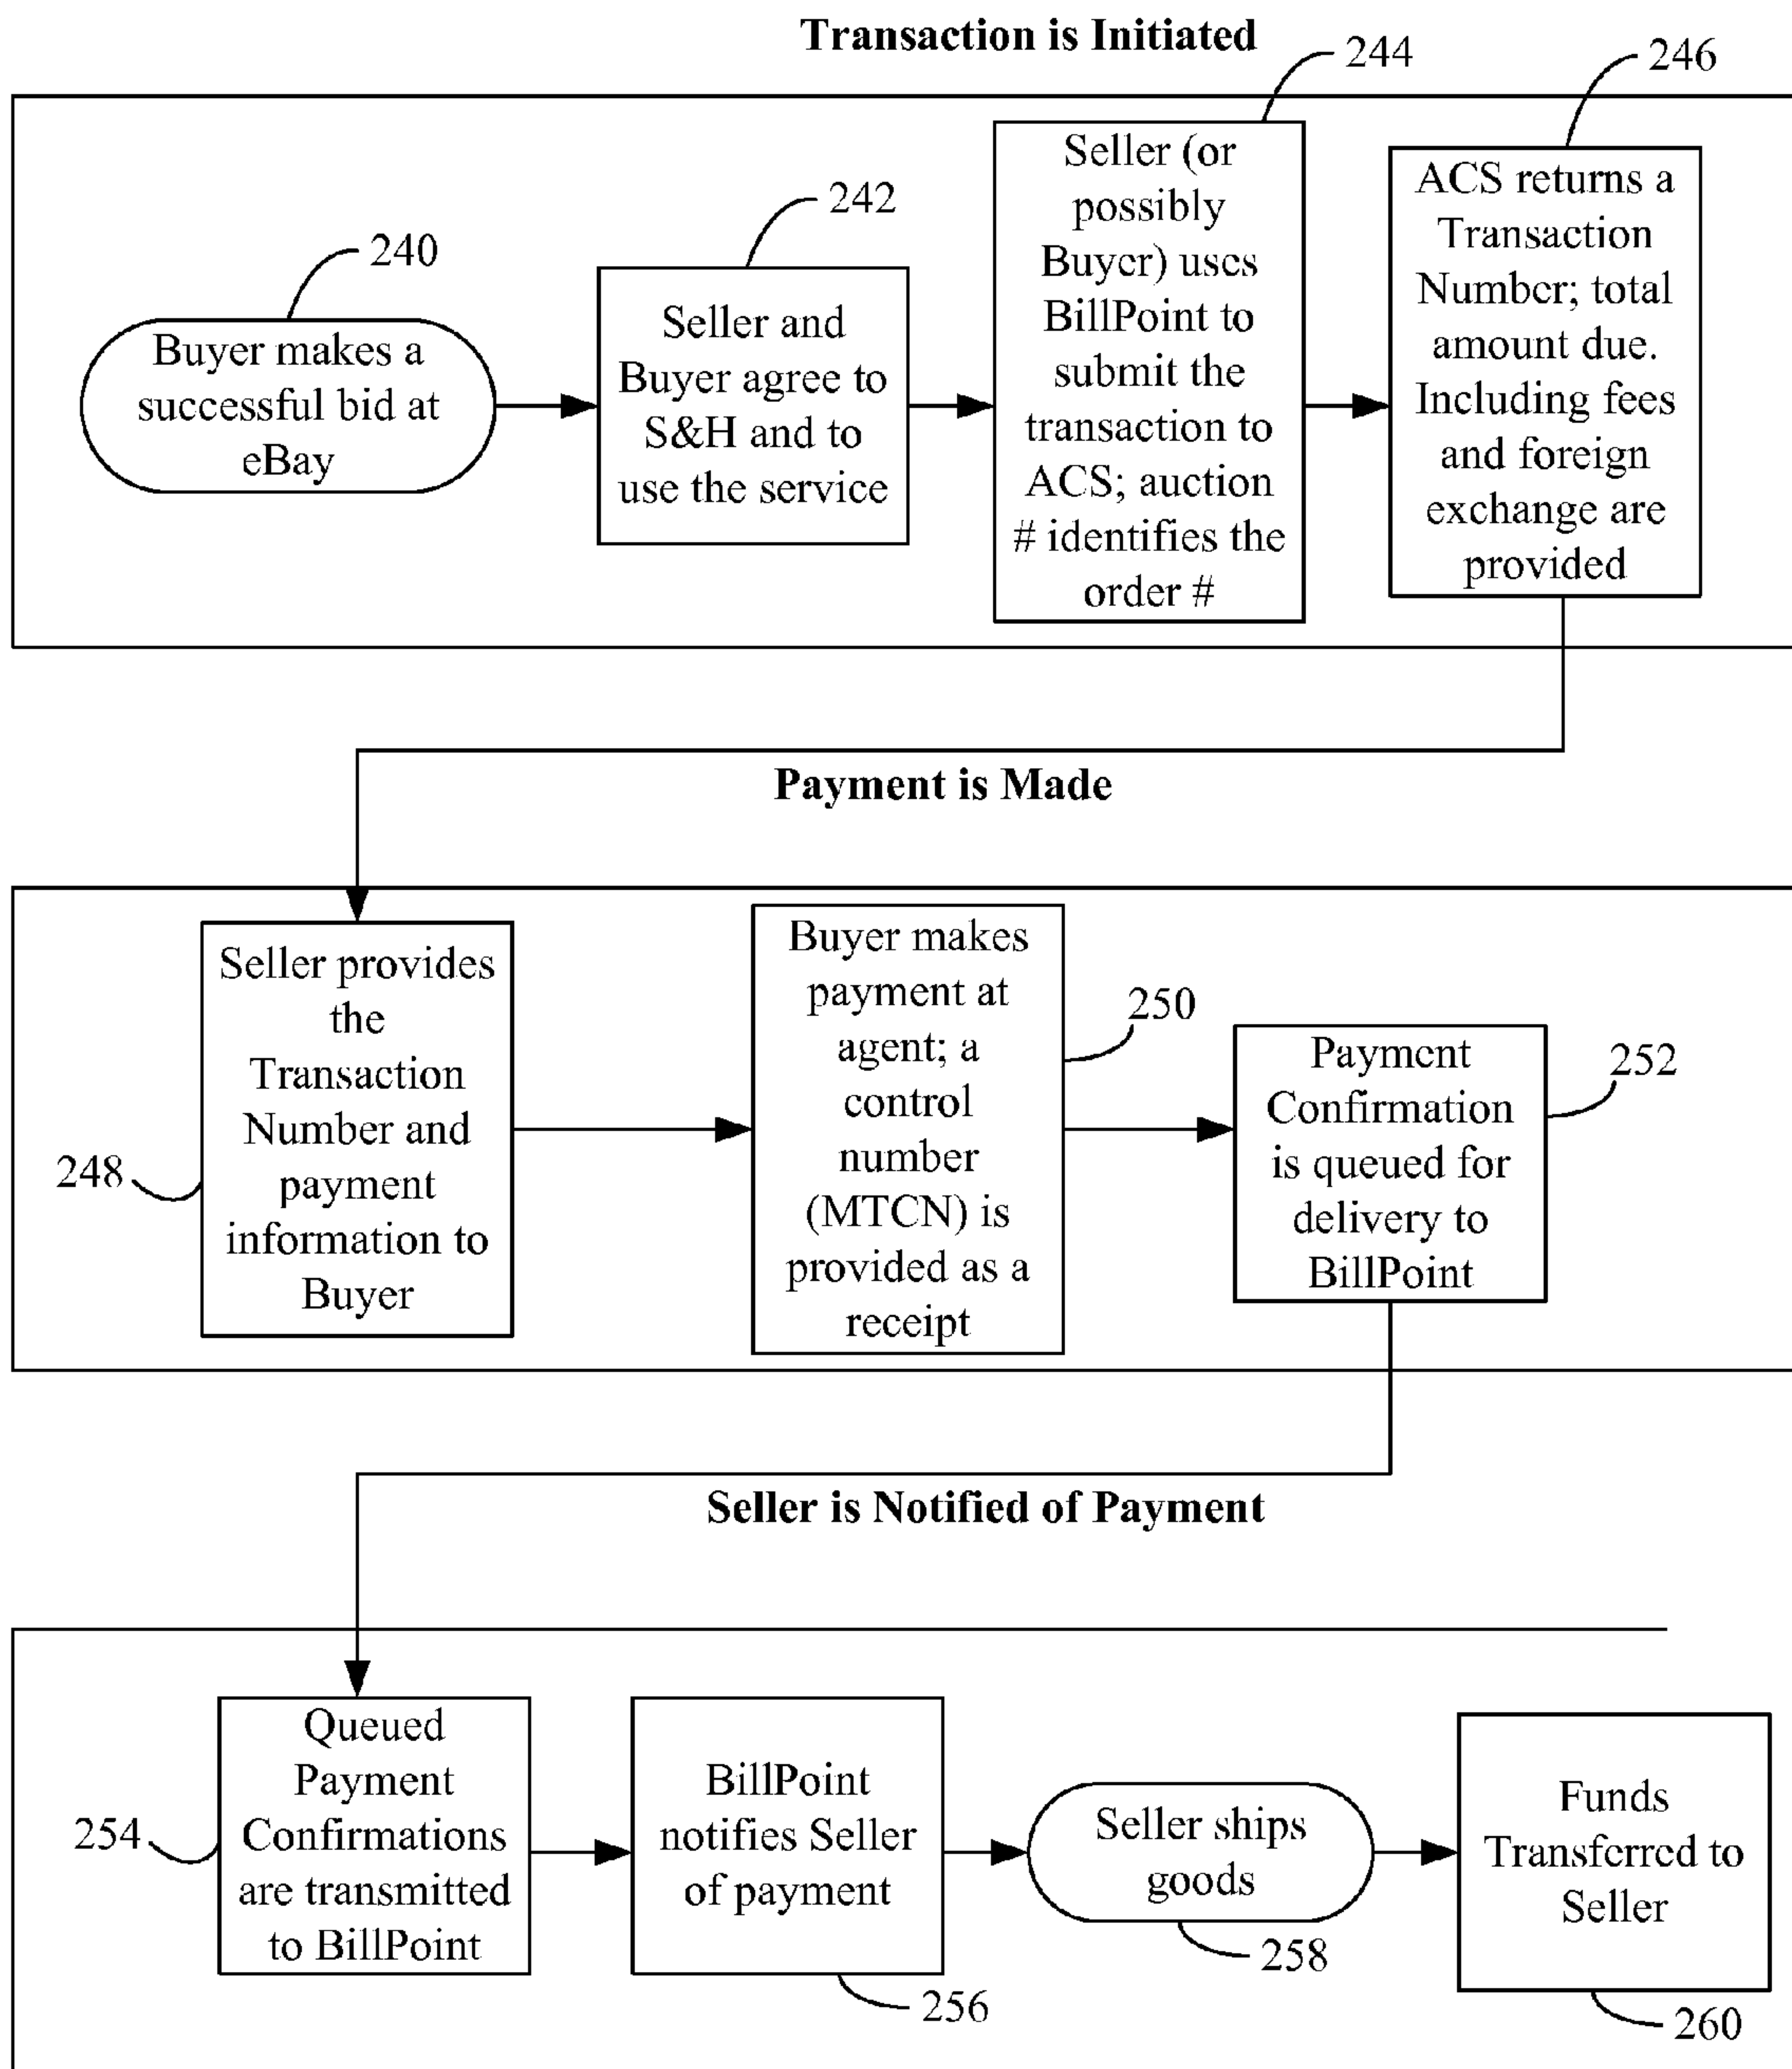 Transaction is Initiated
244
246
242
240
Buyer makes a
successful bid at
eBay
Seller and
Buyer agree to
S&H and to
use the service
Seller (or
possibly
Buyer) uses
BillPoint to
submit the
transaction to
ACS; auction
# identifies the
order #
ACS returns a
Transaction
Number; total
amount due.
Including fees
and foreign
exchange are
provided
Payment is Made
Seller provides
the
Transaction
Number and
payment
information to
Buyer
248
Buyer makes
payment at
agent; a
control
number
(MTCN) is
provided as a
receipt
250
Payment
Confirmation
is queued for
delivery to
BillPoint
252
Seller is Notified of Payment
Queued
Payment
Confirmations
are transmitted
to BillPoint
254
BillPoint
notifies Seller
of payment
256
Seller ships
goods
258
Funds
Transferred to
Seller
260